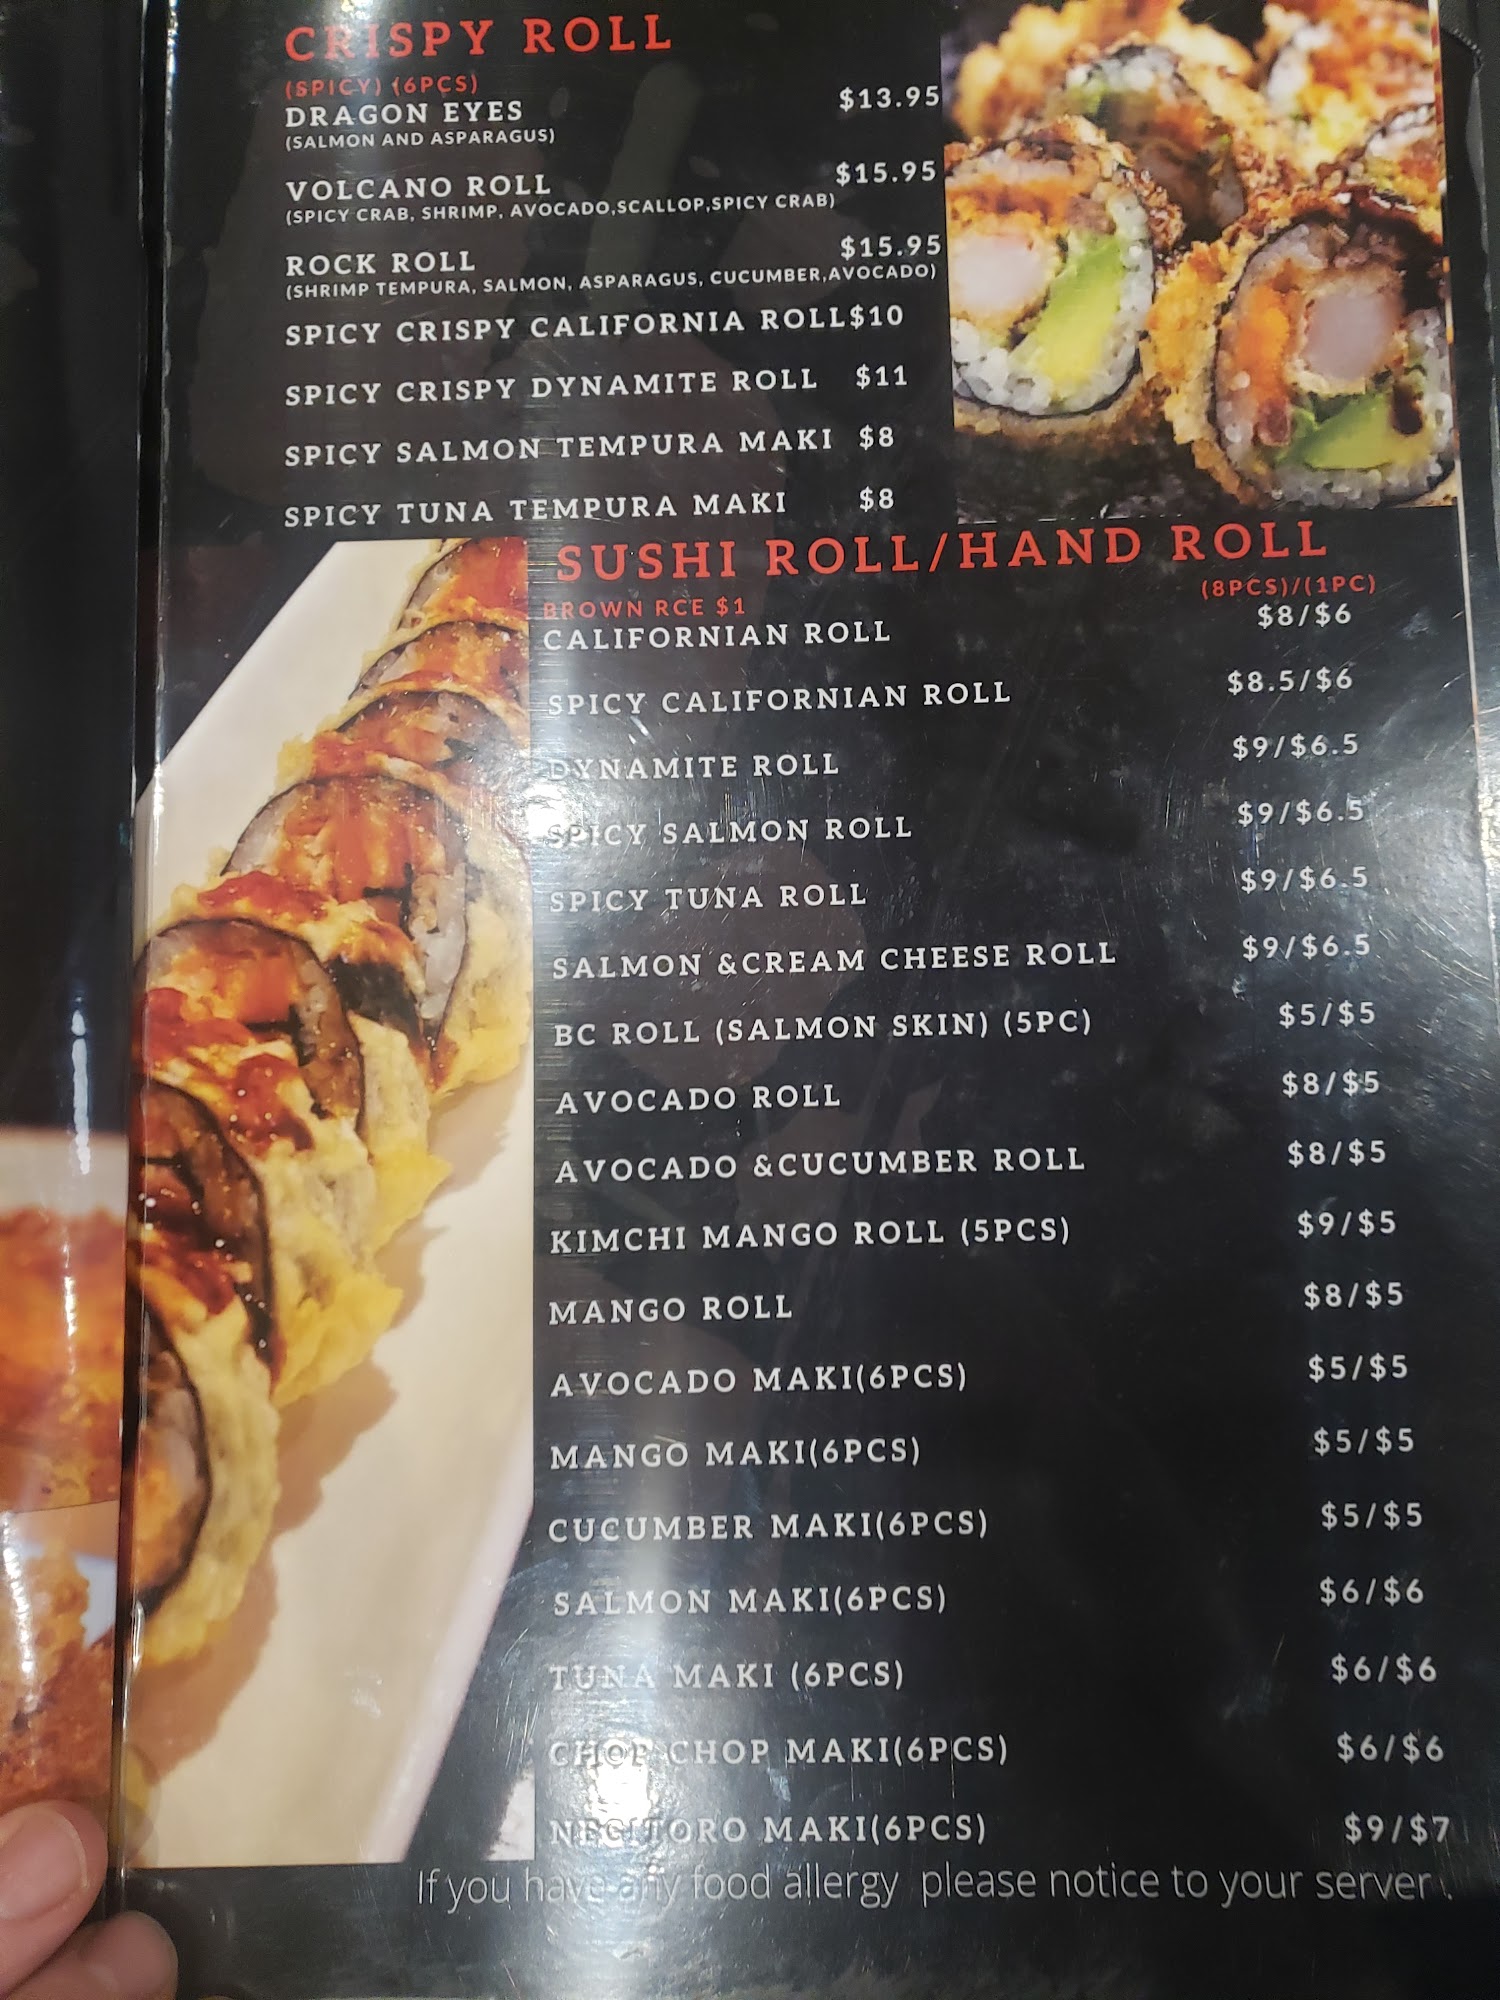 CRISPY ROLL
(SPICY) (6PCS)
DRAGON EYES $13.95
(SALMON AND ASPARAGUS)
VOLCANO ROLL $15.95
(SPICY CRAB, SHRIMP, AVOCADO,SCALLOP,SPICY CRAB)
ROCK ROLL $15.95
(SHRIMP TEMPURA, SALMON, ASPARAGUS, CUCUMBER,AVOCADO)
SPICY CRISPY CALIFORNIA ROLL$10
SPICY CRISPY DYNAMITE ROLL $11
SPICY SALMON TEMPURA MAKI $8
SPICY TUNA TEMPURA MAKI $8
SUSHI ROLL/HAND ROLL
BROWN RCE $1 (8PCS)/(1PC)
CALIFORNIAN ROLL $8/$6
SPICY CALIFORNIAN ROLL $8.5/$6
DYNAMITE ROLL $9/$6.5
SPICY SALMON ROLL $9/$6.5
SPICY TUNA ROLL $9/$6.5
SALMON &CREAM CHEESE ROLL $9/$6.5
BC ROLL (SALMON SKIN) (5PC) $5/$5
AVOCADO ROLL $8/$5
AVOCADO &CUCUMBER ROLL $8/$5
KIMCHI MANGO ROLL (5PCS) $9/$5
MANGO ROLL $8/$5
AVOCADO MAKI(6PCS) $5/$5
MANGO MAKI(6PCS) $5/$5
CUCUMBER MAKI(6PCS) $5/$5
SALMON MAKI(6PCS) $6/$6
TUNA MAKI (6PCS) $6/$6
CHOP CHOP MAKI(6PCS) $6/$6
NEGITORO MAKI(6PCS) $9/$7
If you have any food allergy please notice to your server .